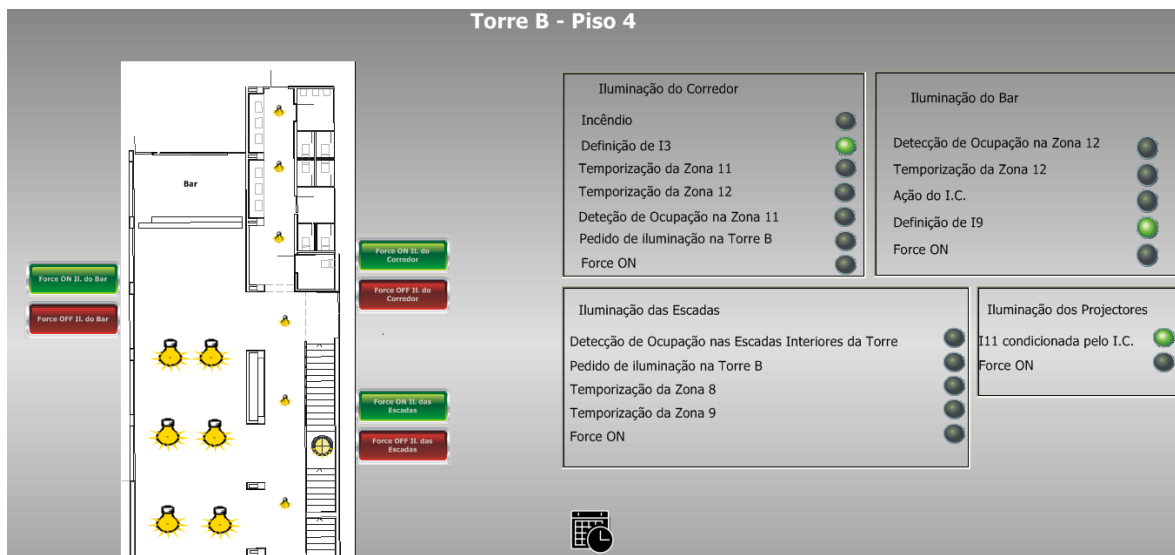 Torre B - Piso 4
Bar
Force ON Il. do Bar
Force OFF Il. do Bar
Force ON Il. do
Corredor
Force OFF Il. do
Corredor
Force ON Il. das
Escadas
Force OFF Il. das
Escadas
Iluminação do Corredor
Incêndio
Definição de I3
Temporização da Zona 11
Temporização da Zona 12
Deteção de Ocupação na Zona 11
Pedido de iluminação na Torre B
Force ON
Iluminação do Bar
Detecção de Ocupação na Zona 12
Temporização da Zona 12
Ação do I.C.
Definição de I9
Force ON
Iluminação das Escadas
Detecção de Ocupação nas Escadas Interiores da Torre
Pedido de iluminação na Torre B
Temporização da Zona 8
Temporização da Zona 9
Force ON
Iluminação dos Projectores
I11 condicionada pelo I.C.
Force ON